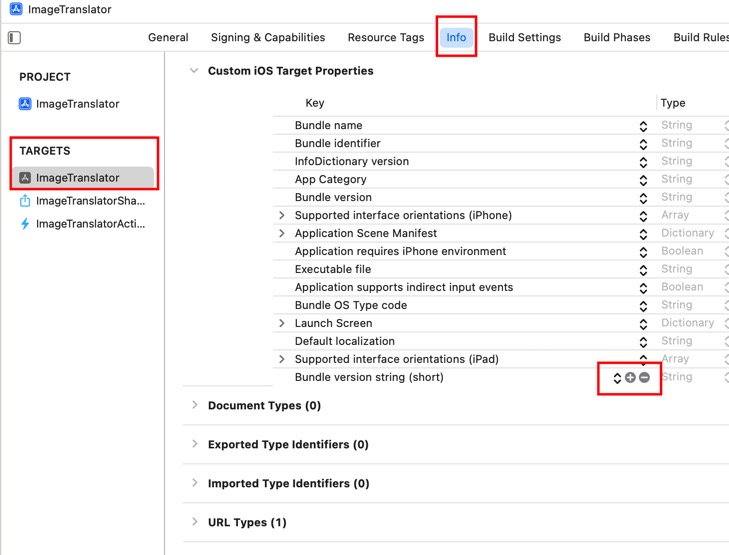 ImageTranslator
General Signing & Capabilities Resource Tags Info Build Settings Build Phases Build Rules
PROJECT
ImageTranslator
TARGETS
ImageTranslator
ImageTranslatorSha...
ImageTranslatorActi...
Custom iOS Target Properties
Key Type
Bundle name String
Bundle identifier String
InfoDictionary version String
App Category String
Bundle version String
Supported interface orientations (iPhone) Array
Application Scene Manifest Dictionary
Application requires iPhone environment Boolean
Executable file String
Application supports indirect input events Boolean
Bundle OS Type code String
Launch Screen Dictionary
Default localization String
Supported interface orientations (iPad) Array
Bundle version string (short) String
Document Types (0)
Exported Type Identifiers (0)
Imported Type Identifiers (0)
URL Types (1)